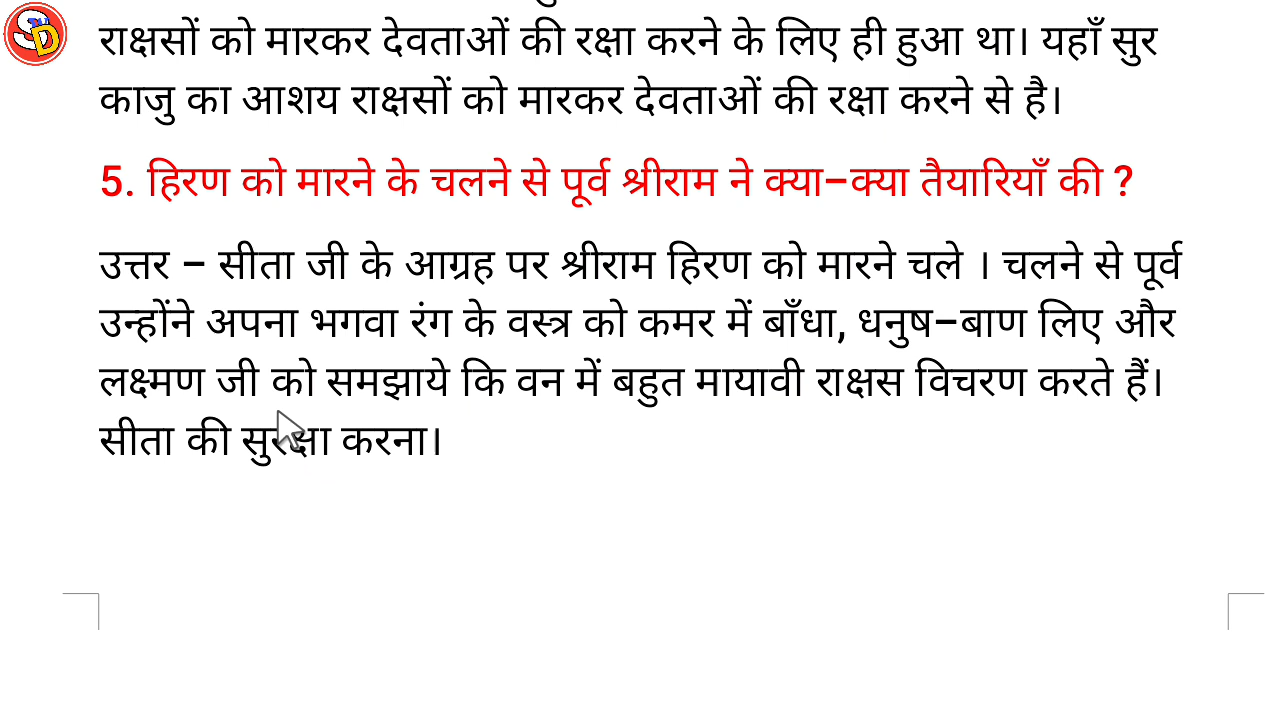 राक्षसों को मारकर देवताओं की रक्षा करने के लिए ही हुआ था। यहाँ सुर
काजु का आशय राक्षसों को मारकर देवताओं की रक्षा करने से है।
5. हिरण को मारने के चलने से पूर्व श्रीराम ने क्या–क्या तैयारियाँ की ?
उत्तर – सीता जी के आग्रह पर श्रीराम हिरण को मारने चले । चलने से पूर्व
उन्होंने अपना भगवा रंग के वस्त्र को कमर में बाँधा, धनुष–बाण लिए और
लक्ष्मण जी को समझाये कि वन में बहुत मायावी राक्षस विचरण करते हैं।
सीता की सुरक्षा करना।